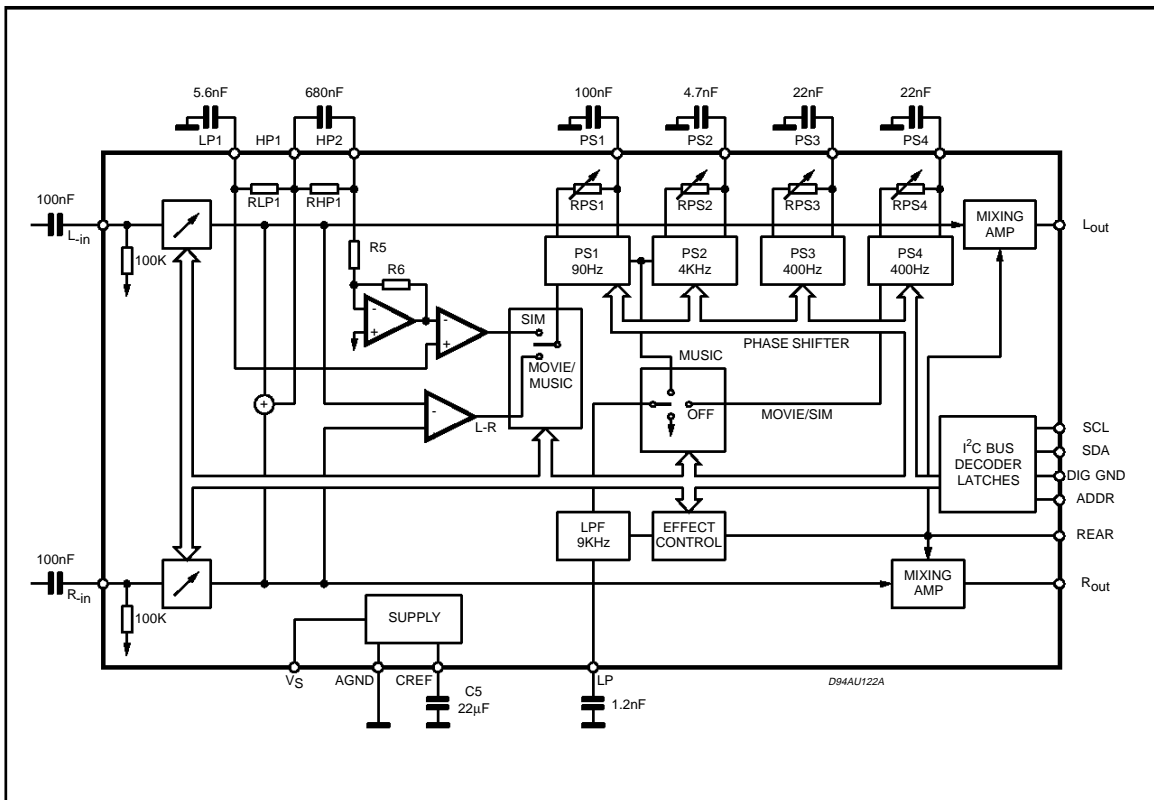 5.6nF
680nF
100nF
4.7nF
22nF
22nF
LP1
HP1
HP2
PS1
PS2
PS3
PS4
RLP1
RHP1
RPS1
RPS2
RPS3
RPS4
100nF
L-in
100K
R5
R6
PS1
90Hz
PS2
4KHz
PS3
400Hz
PS4
400Hz
MIXING
AMP
Lout
-
+
-
+
SIM
MOVIE/
MUSIC
PHASE SHIFTER
MUSIC
OFF
MOVIE/SIM
+
-
+
L-R
I2C BUS
DECODER
LATCHES
SCL
SDA
DIG GND
ADDR
REAR
LPF
9KHz
EFFECT
CONTROL
100nF
R-in
100K
MIXING
AMP
Rout
SUPPLY
VS
AGND
CREF
LP
C5
22µF
1.2nF
D94AU122A